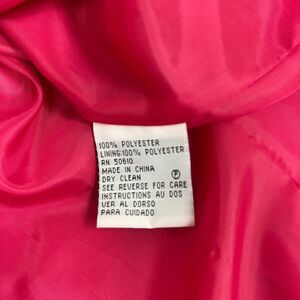 100% POLYESTER
LINING:100% POLYESTER
RN 50610
MADE IN CHINA
DRY CLEAN Ⓟ
SEE REVERSE FOR CARE
INSTRUCTIONS AU DOS
VER AL DORSO
PARA CUIDADO